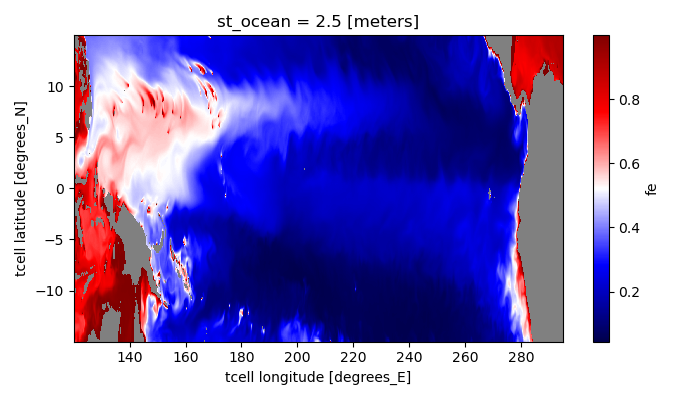 st_ocean = 2.5 [meters]
tcell latitude [degrees_N]
10
5
0
−5
−10
140 160 180 200 220 240 260 280
tcell longitude [degrees_E]
0.8
0.6
0.4
0.2
fe